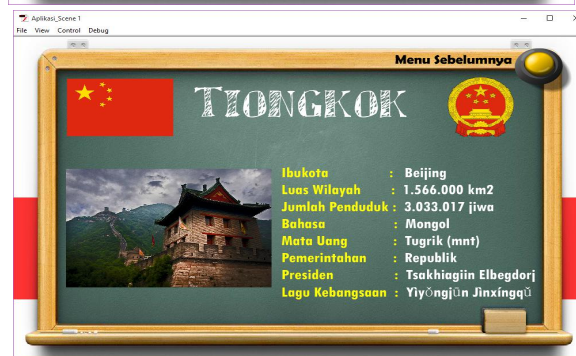 Aplikasi_Scene 1
File View Control Debug
Menu Sebelumnya
TIONGKOK
Ibukota : Beijing
Luas Wilayah : 1.566.000 km2
Jumlah Penduduk : 3.033.017 jiwa
Bahasa : Mongol
Mata Uang : Tugrik (mnt)
Pemerintahan : Republik
Presiden : Tsakhiagiin Elbegdorj
Lagu Kebangsaan : Yìyǒngjūn Jìnxíngqǔ